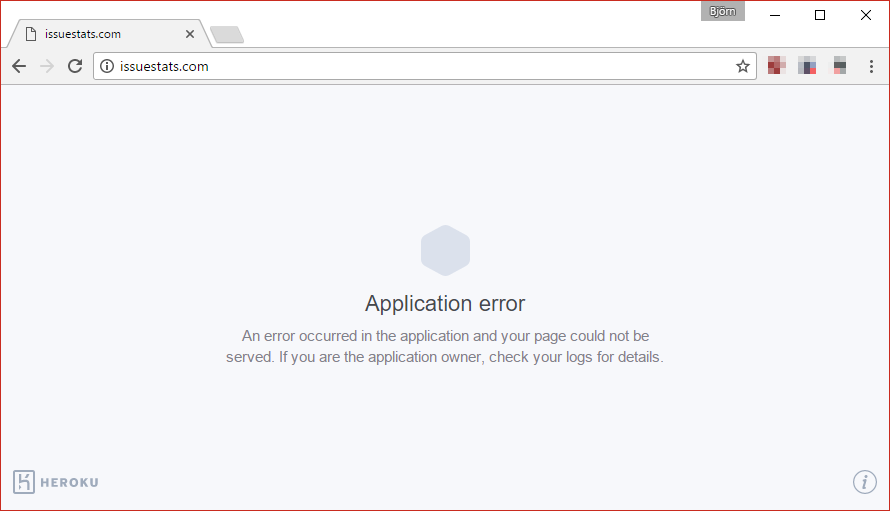 Björn
issuestats.com
issuestats.com
Application error
An error occurred in the application and your page could not be
served. If you are the application owner, check your logs for details.
HEROKU
i